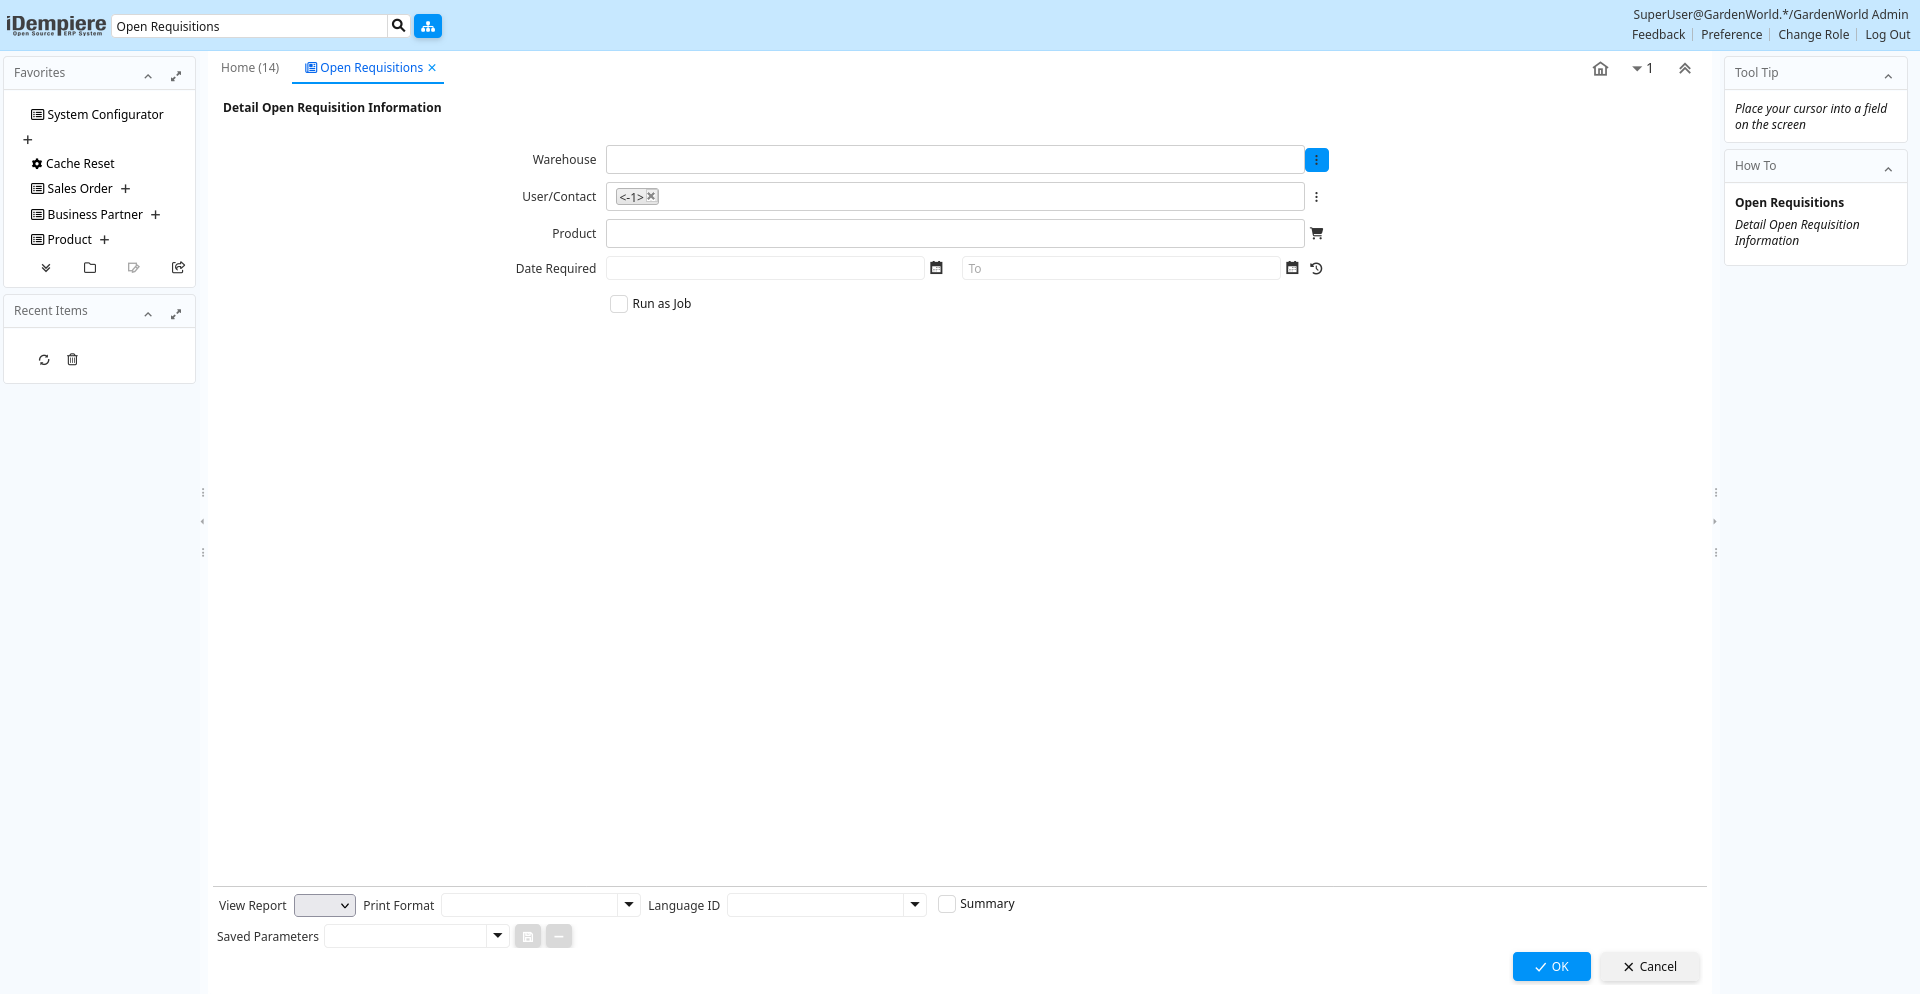 iDempiere
Open Source ERP System
Open Requisitions
SuperUser@GardenWorld.*/GardenWorld Admin
Feedback
Preference
Change Role
Log Out
Favorites
System Configurator
Cache Reset
Sales Order
Business Partner
Product
Recent Items
Home (14)
Open Requisitions
1
Detail Open Requisition Information
Warehouse
User/Contact
<-1>
Product
Date Required
To
Run as Job
View Report
Print Format
Language ID
Summary
Saved Parameters
OK
Cancel
Tool Tip
Place your cursor into a field
on the screen
How To
Open Requisitions
Detail Open Requisition
Information